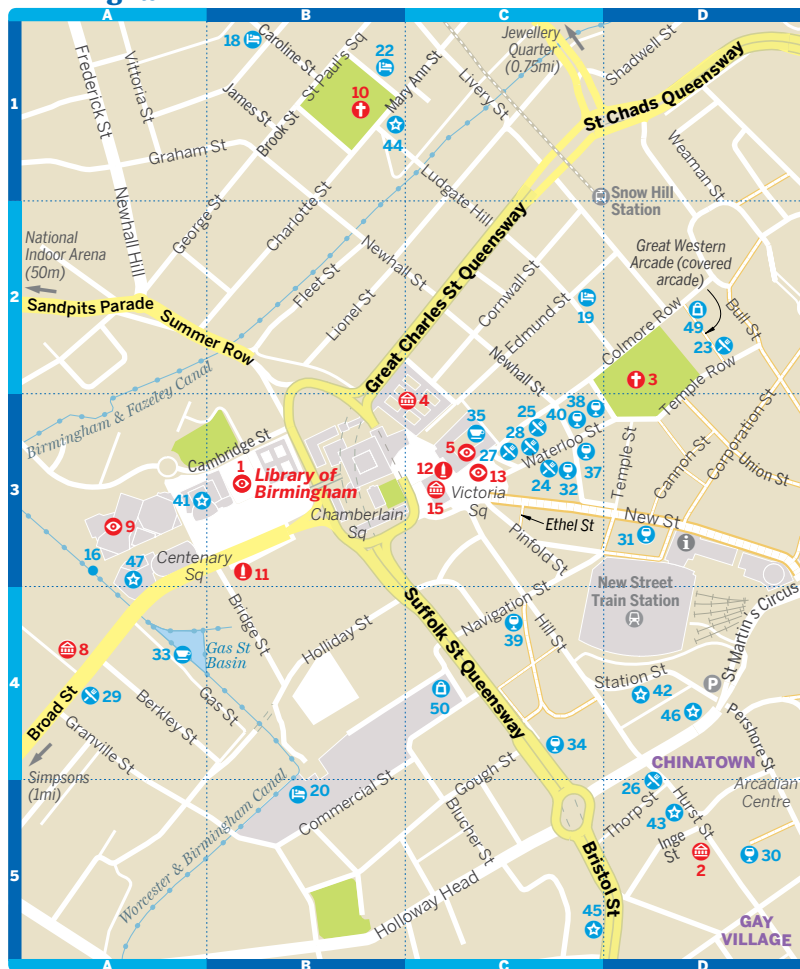 A
B
C
D
1
2
3
4
5
Frederick St
Vittoria St
18
Caroline St
St Paul's Sq
22
James St
10
Mary Ann St
Brook St
44
Graham St
Livery St
Jewellery
Quarter
(0.75mi)
Shadwell St
St Chads Queensway
Weaman St
Snow Hill
Station
Ludgate Hill
Newhall Hill
George St
Charlotte St
National
Indoor Arena
(50m)
Sandpits Parade
Summer Row
Fleet St
Lionel St
Newhall St
Great Charles St Queensway
Cornwall St
Edmund St
19
Newhall St
Great Western
Arcade (covered
arcade)
Colmore Row
49
Bull St
23
3
Temple Row
Birmingham & Fazeley Canal
Cambridge St
1
Library of
Birmingham
41
9
16
47
Centenary
Sq
11
Chamberlain
Sq
4
35
5
12
13
15
Victoria
Sq
25
28
27
40
38
Waterloo St
24
32
37
Temple St
Cannon St
Corporation St
Union St
Ethel St
New St
31
Pinfold St
New Street
Train Station
St Martin's Circus
8
33
Gas St
Basin
Bridge St
Holliday St
Suffolk St Queensway
Navigation St
39
Hill St
Station St
42
P
46
Pershore St
Broad St
29
Berkley St
Gas St
50
34
CHINATOWN
Granville St
Simpsons
(1mi)
20
Commercial St
Gough St
Blucher St
26
Arcadian
Centre
Thorp St
43
Hurst St
Inge
St
2
30
Worcester & Birmingham Canal
Holloway Head
Bristol St
45
GAY
VILLAGE
A
B
C
D